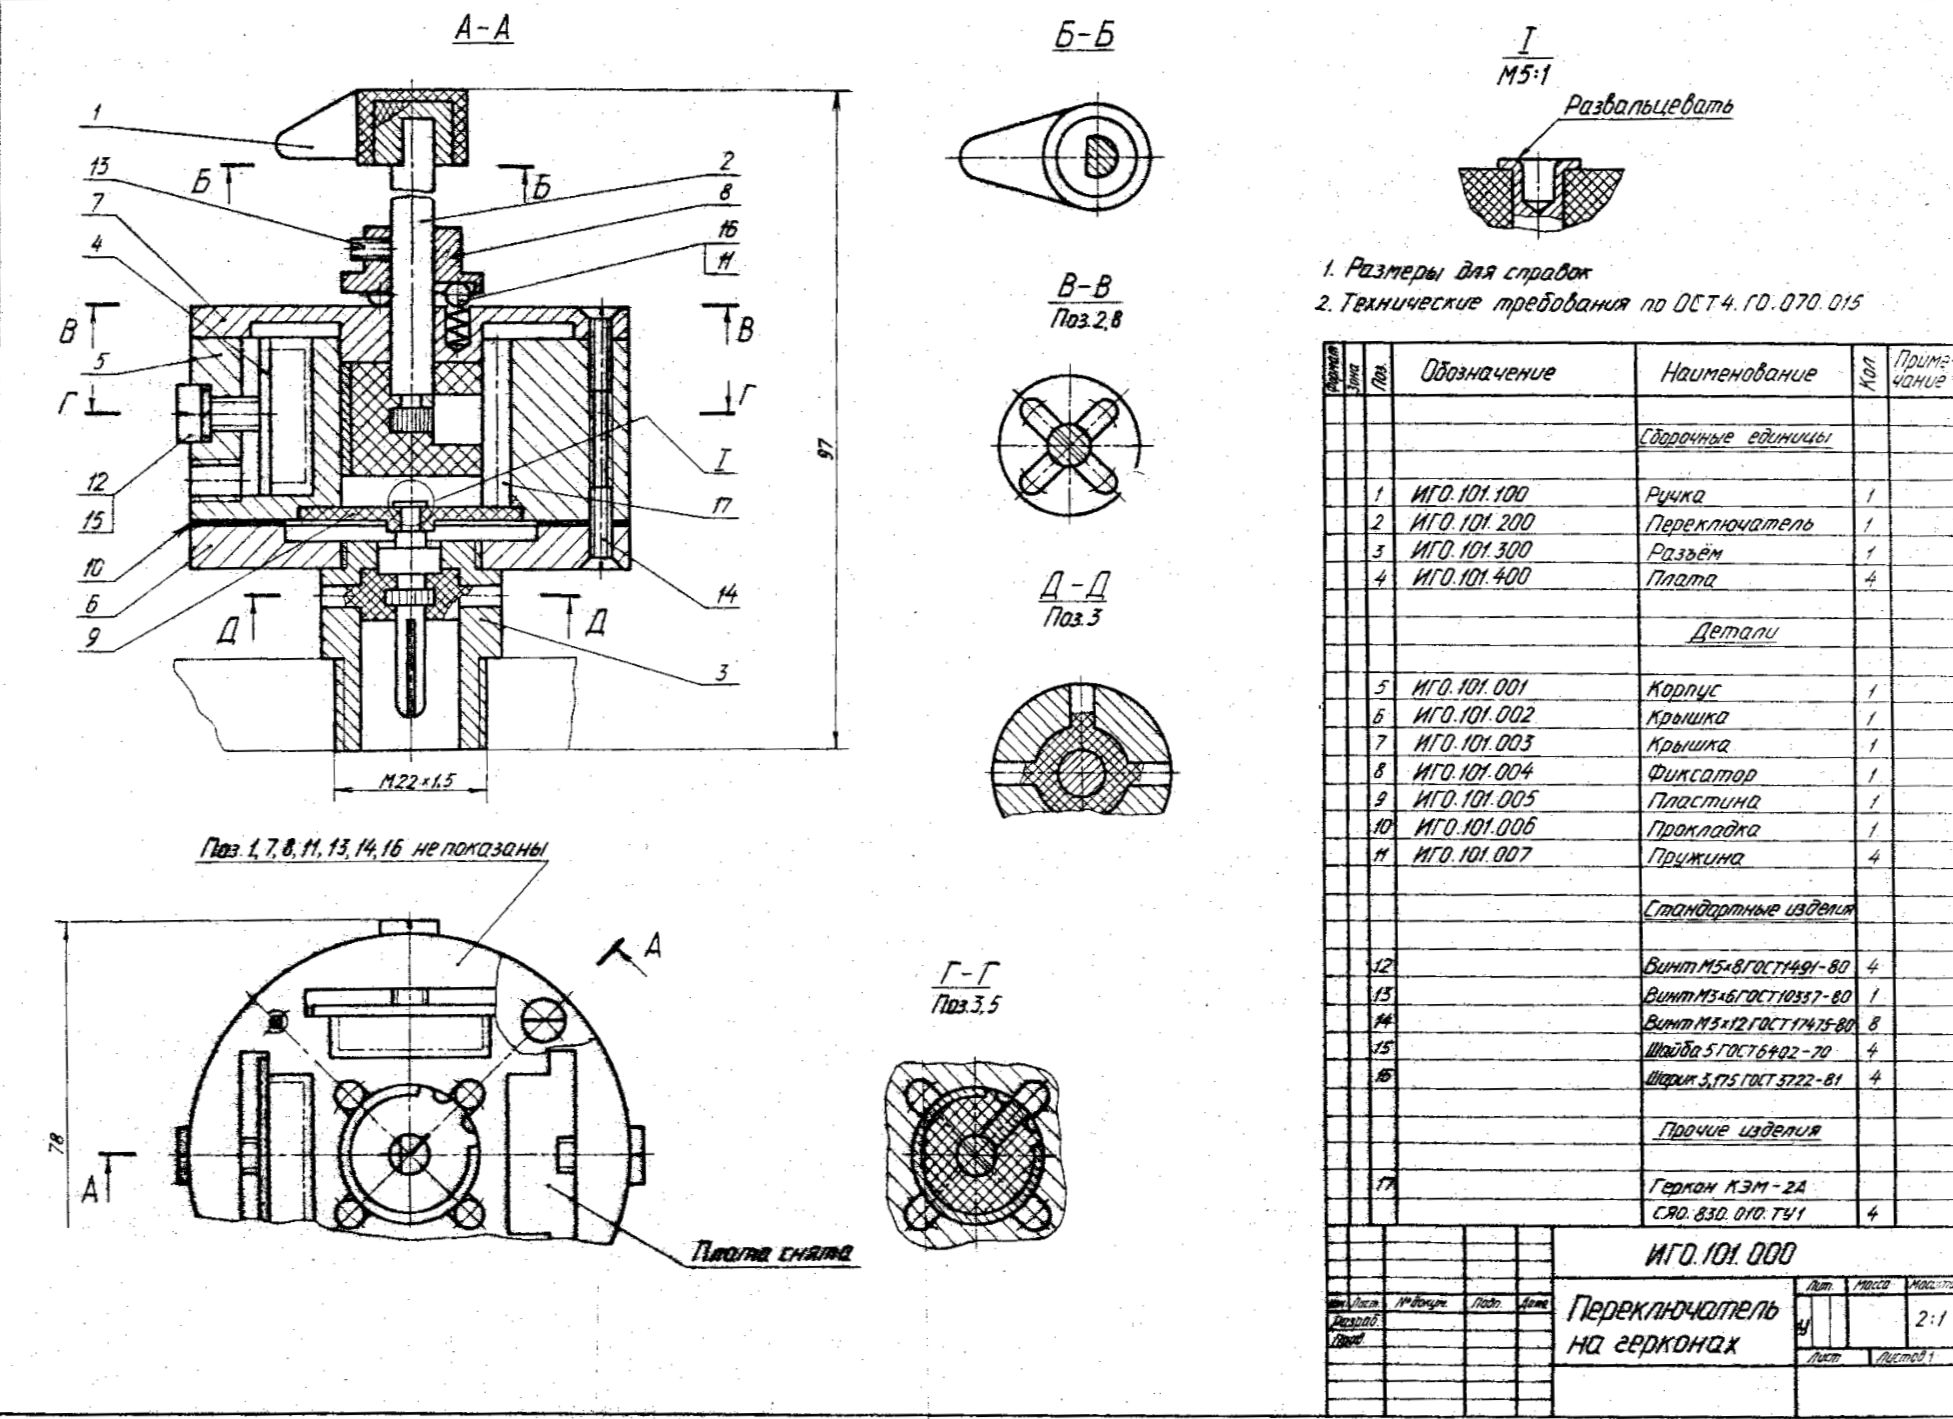 А-А
1
13
7
4
5
12
15
10
6
9
2
8
16
11
I
17
14
3
Б
Б
В
В
Г
Г
Д
Д
97
М22×1,5
Б-Б
В-В
Поз.2,8
Д-Д
Поз.3
Г-Г
Поз.3,5
I
М5:1
Развальцевать
1. Размеры для справок
2. Технические требования по ОСТ4.ГО.070.015
Поз. 1, 7, 8, 11, 13, 14, 16 не показаны
78
А
А
Плата снята
Формат Зона Поз. Обозначение Наименование Кол Примечание
Сборочные единицы
1 ИГО.101.100 Ручка 1
2 ИГО.101.200 Переключатель 1
3 ИГО.101.300 Разъём 1
4 ИГО.101.400 Плата 4
Детали
5 ИГО.101.001 Корпус 1
6 ИГО.101.002 Крышка 1
7 ИГО.101.003 Крышка 1
8 ИГО.101.004 Фиксатор 1
9 ИГО.101.005 Пластина 1
10 ИГО.101.006 Прокладка 1
11 ИГО.101.007 Пружина 4
Стандартные изделия
12 Винт М5×8 ГОСТ1491-80 4
13 Винт М3×6 ГОСТ10337-80 1
14 Винт М3×12 ГОСТ17475-80 8
15 Шайба 5 ГОСТ6402-70 4
16 Шарик 3,175 ГОСТ3722-81 4
Прочие изделия
17 Геркон КЭМ-2А
СЯО.830.010.ТУ1 4
ИГО.101.000
Изм. Лист № докум. Подп. Дата
Разраб.
Пров.
Переключатель
на герконах
Лит. Масса Масшта
У 2:1
Лист Листов 1